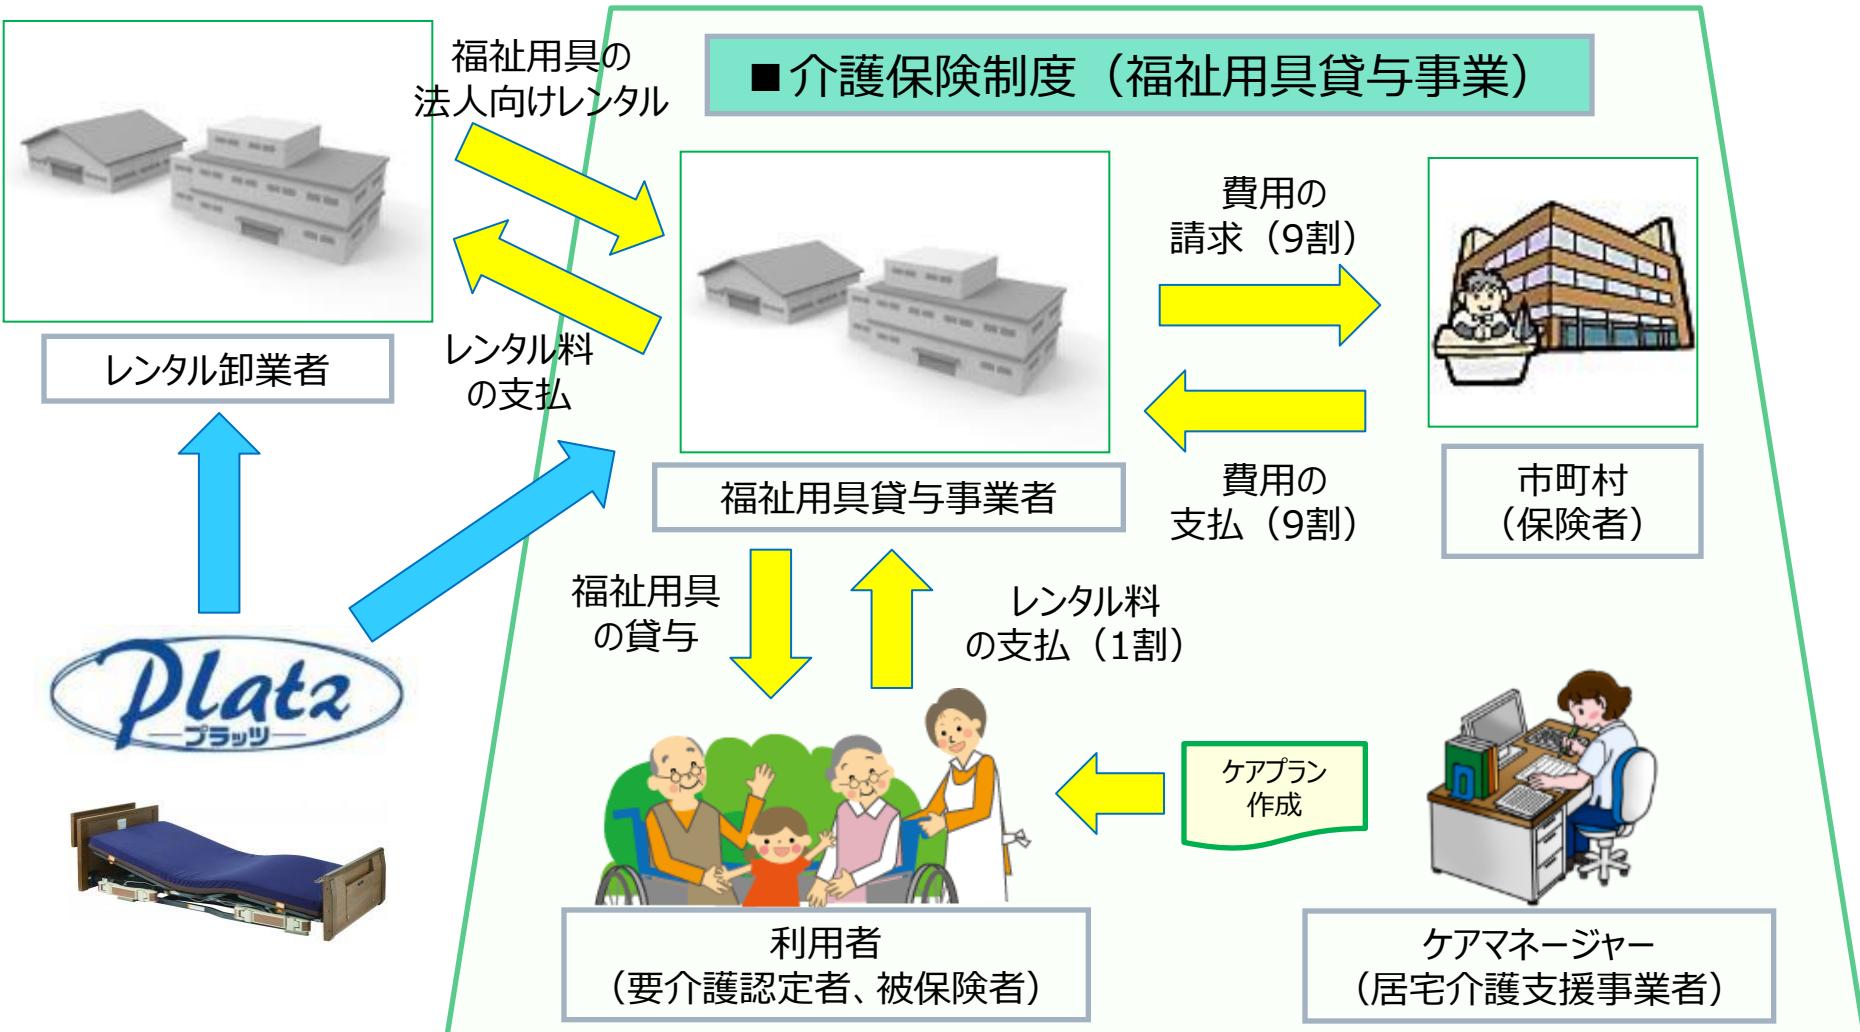 ■介護保険制度（福祉用具貸与事業）
福祉用具の
法人向けレンタル
レンタル卸業者
レンタル料
の支払
福祉用具貸与事業者
費用の
請求（9割）
費用の
支払（9割）
市町村
（保険者）
福祉用具
の貸与
レンタル料
の支払（1割）
Platz
プラッツ
ケアプラン
作成
利用者
（要介護認定者、被保険者）
ケアマネージャー
（居宅介護支援事業者）